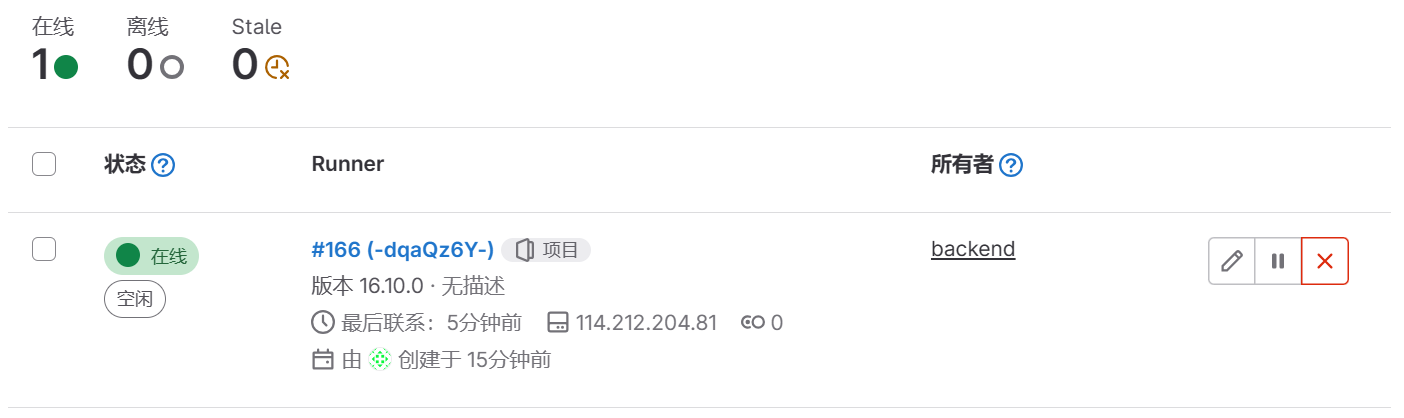 在线 离线 Stale
1 0 0
状态 Runner 所有者
在线 #166 (-dqaQz6Y-) 项目 backend
空闲 版本 16.10.0 · 无描述
最后联系：5分钟前 114.212.204.81 0
由 创建于 15分钟前